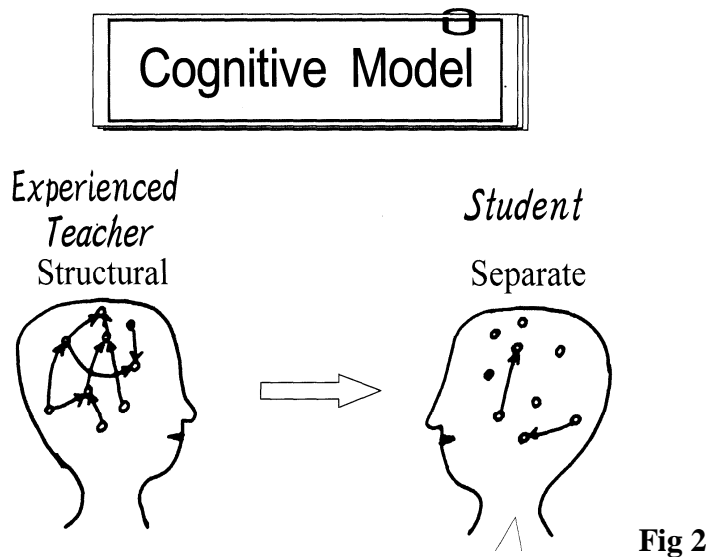 Cognitive Model
Experienced
Teacher
Structural
Student
Separate
Fig 2